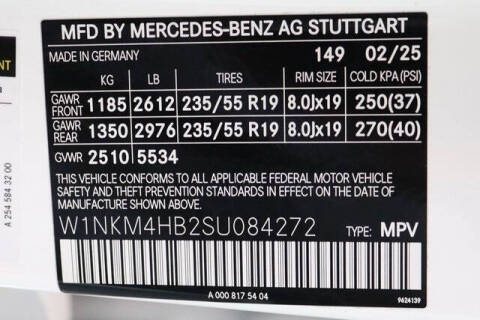 MFD BY MERCEDES-BENZ AG STUTTGART
MADE IN GERMANY 149 02/25
KG LB TIRES RIM SIZE COLD KPA(PSI)
GAWR FRONT 1185 2612 235/55 R19 8.0Jx19 250(37)
GAWR REAR 1350 2976 235/55 R19 8.0Jx19 270(40)
GVWR 2510 5534
THIS VEHICLE CONFORMS TO ALL APPLICABLE FEDERAL MOTOR VEHICLE
SAFETY AND THEFT PREVENTION STANDARDS IN EFFECT ON THE DATE OF
MANUFACTURE SHOWN ABOVE.
W1NKM4HB2SU084272 TYPE: MPV
A 000 817 54 04 9624139
A 254 584 32 00